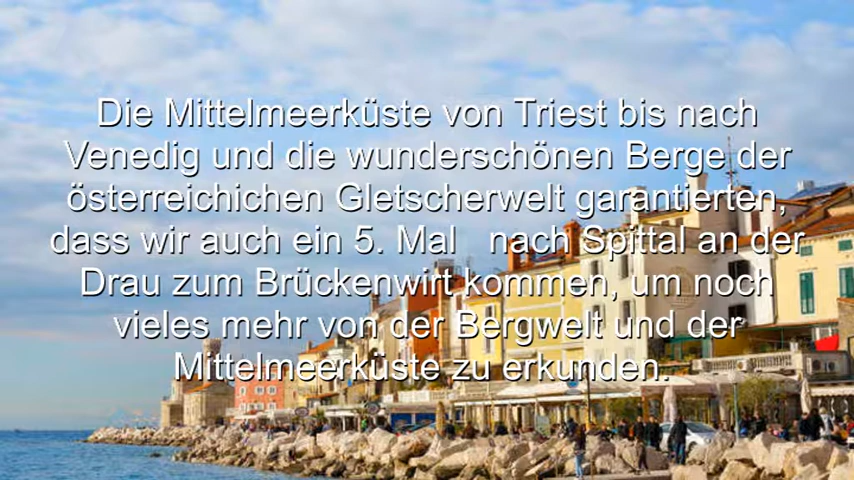 Die Mittelmeerküste von Triest bis nach
Venedig und die wunderschönen Berge der
österreichichen Gletscherwelt garantierten,
dass wir auch ein 5. Mal   nach Spittal an der
Drau zum Brückenwirt kommen, um noch
vieles mehr von der Bergwelt und der
Mittelmeerküste zu erkunden.